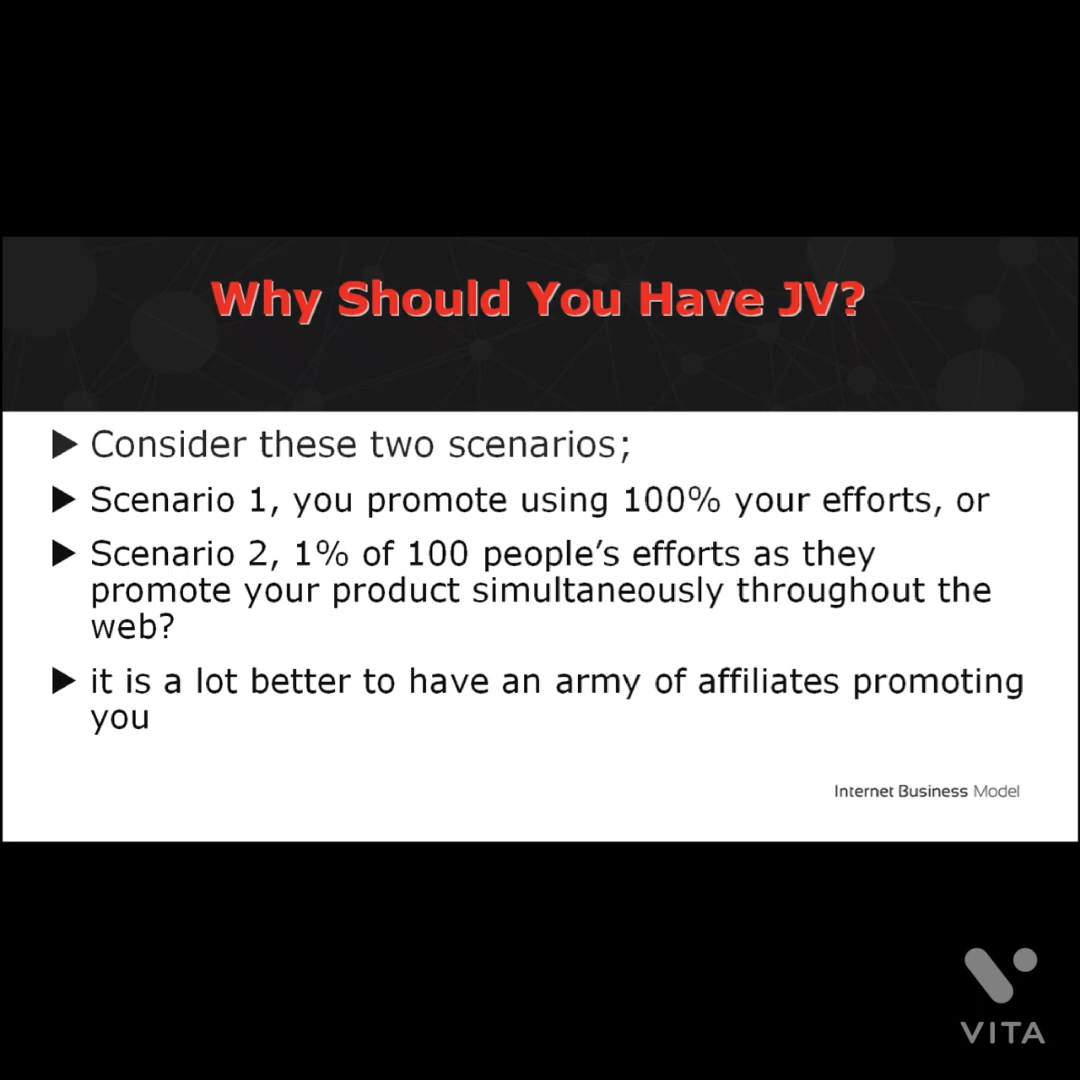 Why Should You Have JV?
Consider these two scenarios;
Scenario 1, you promote using 100% your efforts, or
Scenario 2, 1% of 100 people’s efforts as they
promote your product simultaneously throughout the
web?
it is a lot better to have an army of affiliates promoting
you
Internet Business Model
VITA